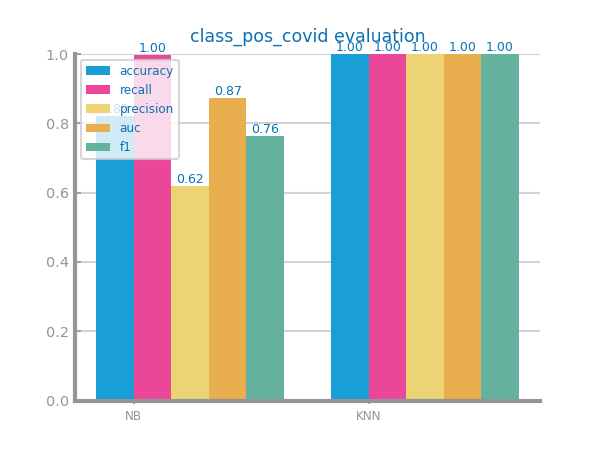 class_pos_covid evaluation
1.00
1.00 1.00 1.00 1.00 1.00
1.0
accuracy
recall
precision
auc
f1
0.87
0.8
0.76
0.62
0.6
0.4
0.2
0.0
NB KNN